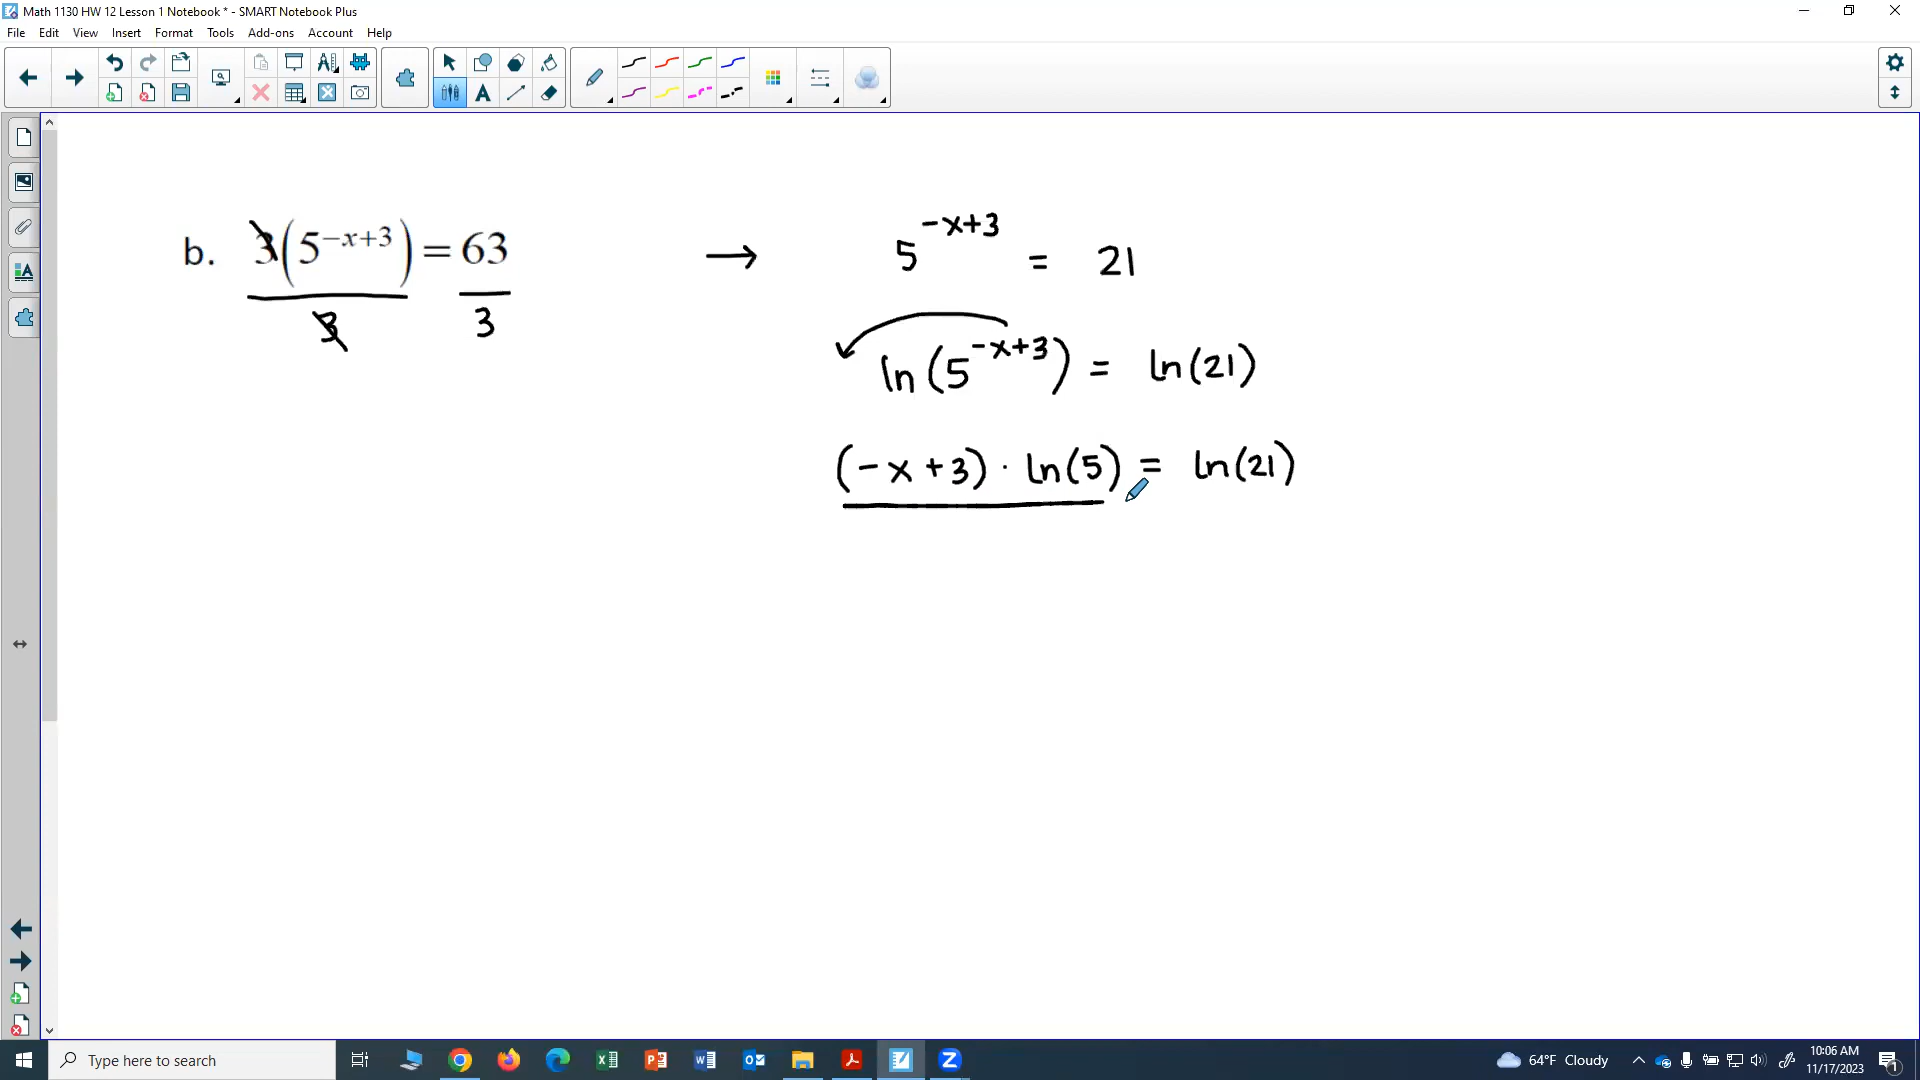 Math 1130 HW 12 Lesson 1 Notebook * - SMART Notebook Plus
File Edit View Insert Format Tools Add-ons Account Help
b. 3(5^{-x+3}) = 63
3 3
→ 5^{-x+3} = 21
ln(5^{-x+3}) = ln(21)
(-x+3) · ln(5) = ln(21)
Type here to search
64°F Cloudy
10:06 AM
11/17/2023
1